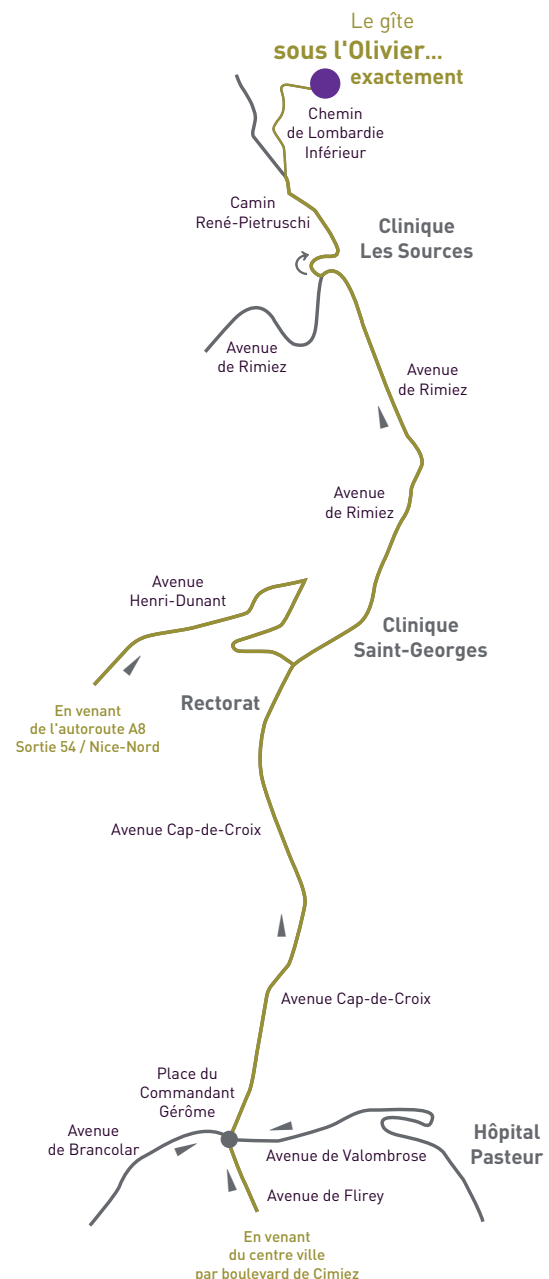 Le gîte
sous l'Olivier...
exactement
Chemin
de Lombardie
Inférieur
Camin
René-Pietruschi
Clinique
Les Sources
Avenue
de Rimiez
Avenue
de Rimiez
Avenue
de Rimiez
Avenue
Henri-Dunant
Clinique
Saint-Georges
Rectorat
En venant
de l'autoroute A8
Sortie 54 / Nice-Nord
Avenue Cap-de-Croix
Avenue Cap-de-Croix
Place du
Commandant
Gérôme
Avenue
de Brancolar
Hôpital
Pasteur
Avenue de Valombrose
Avenue de Flirey
En venant
du centre ville
par boulevard de Cimiez